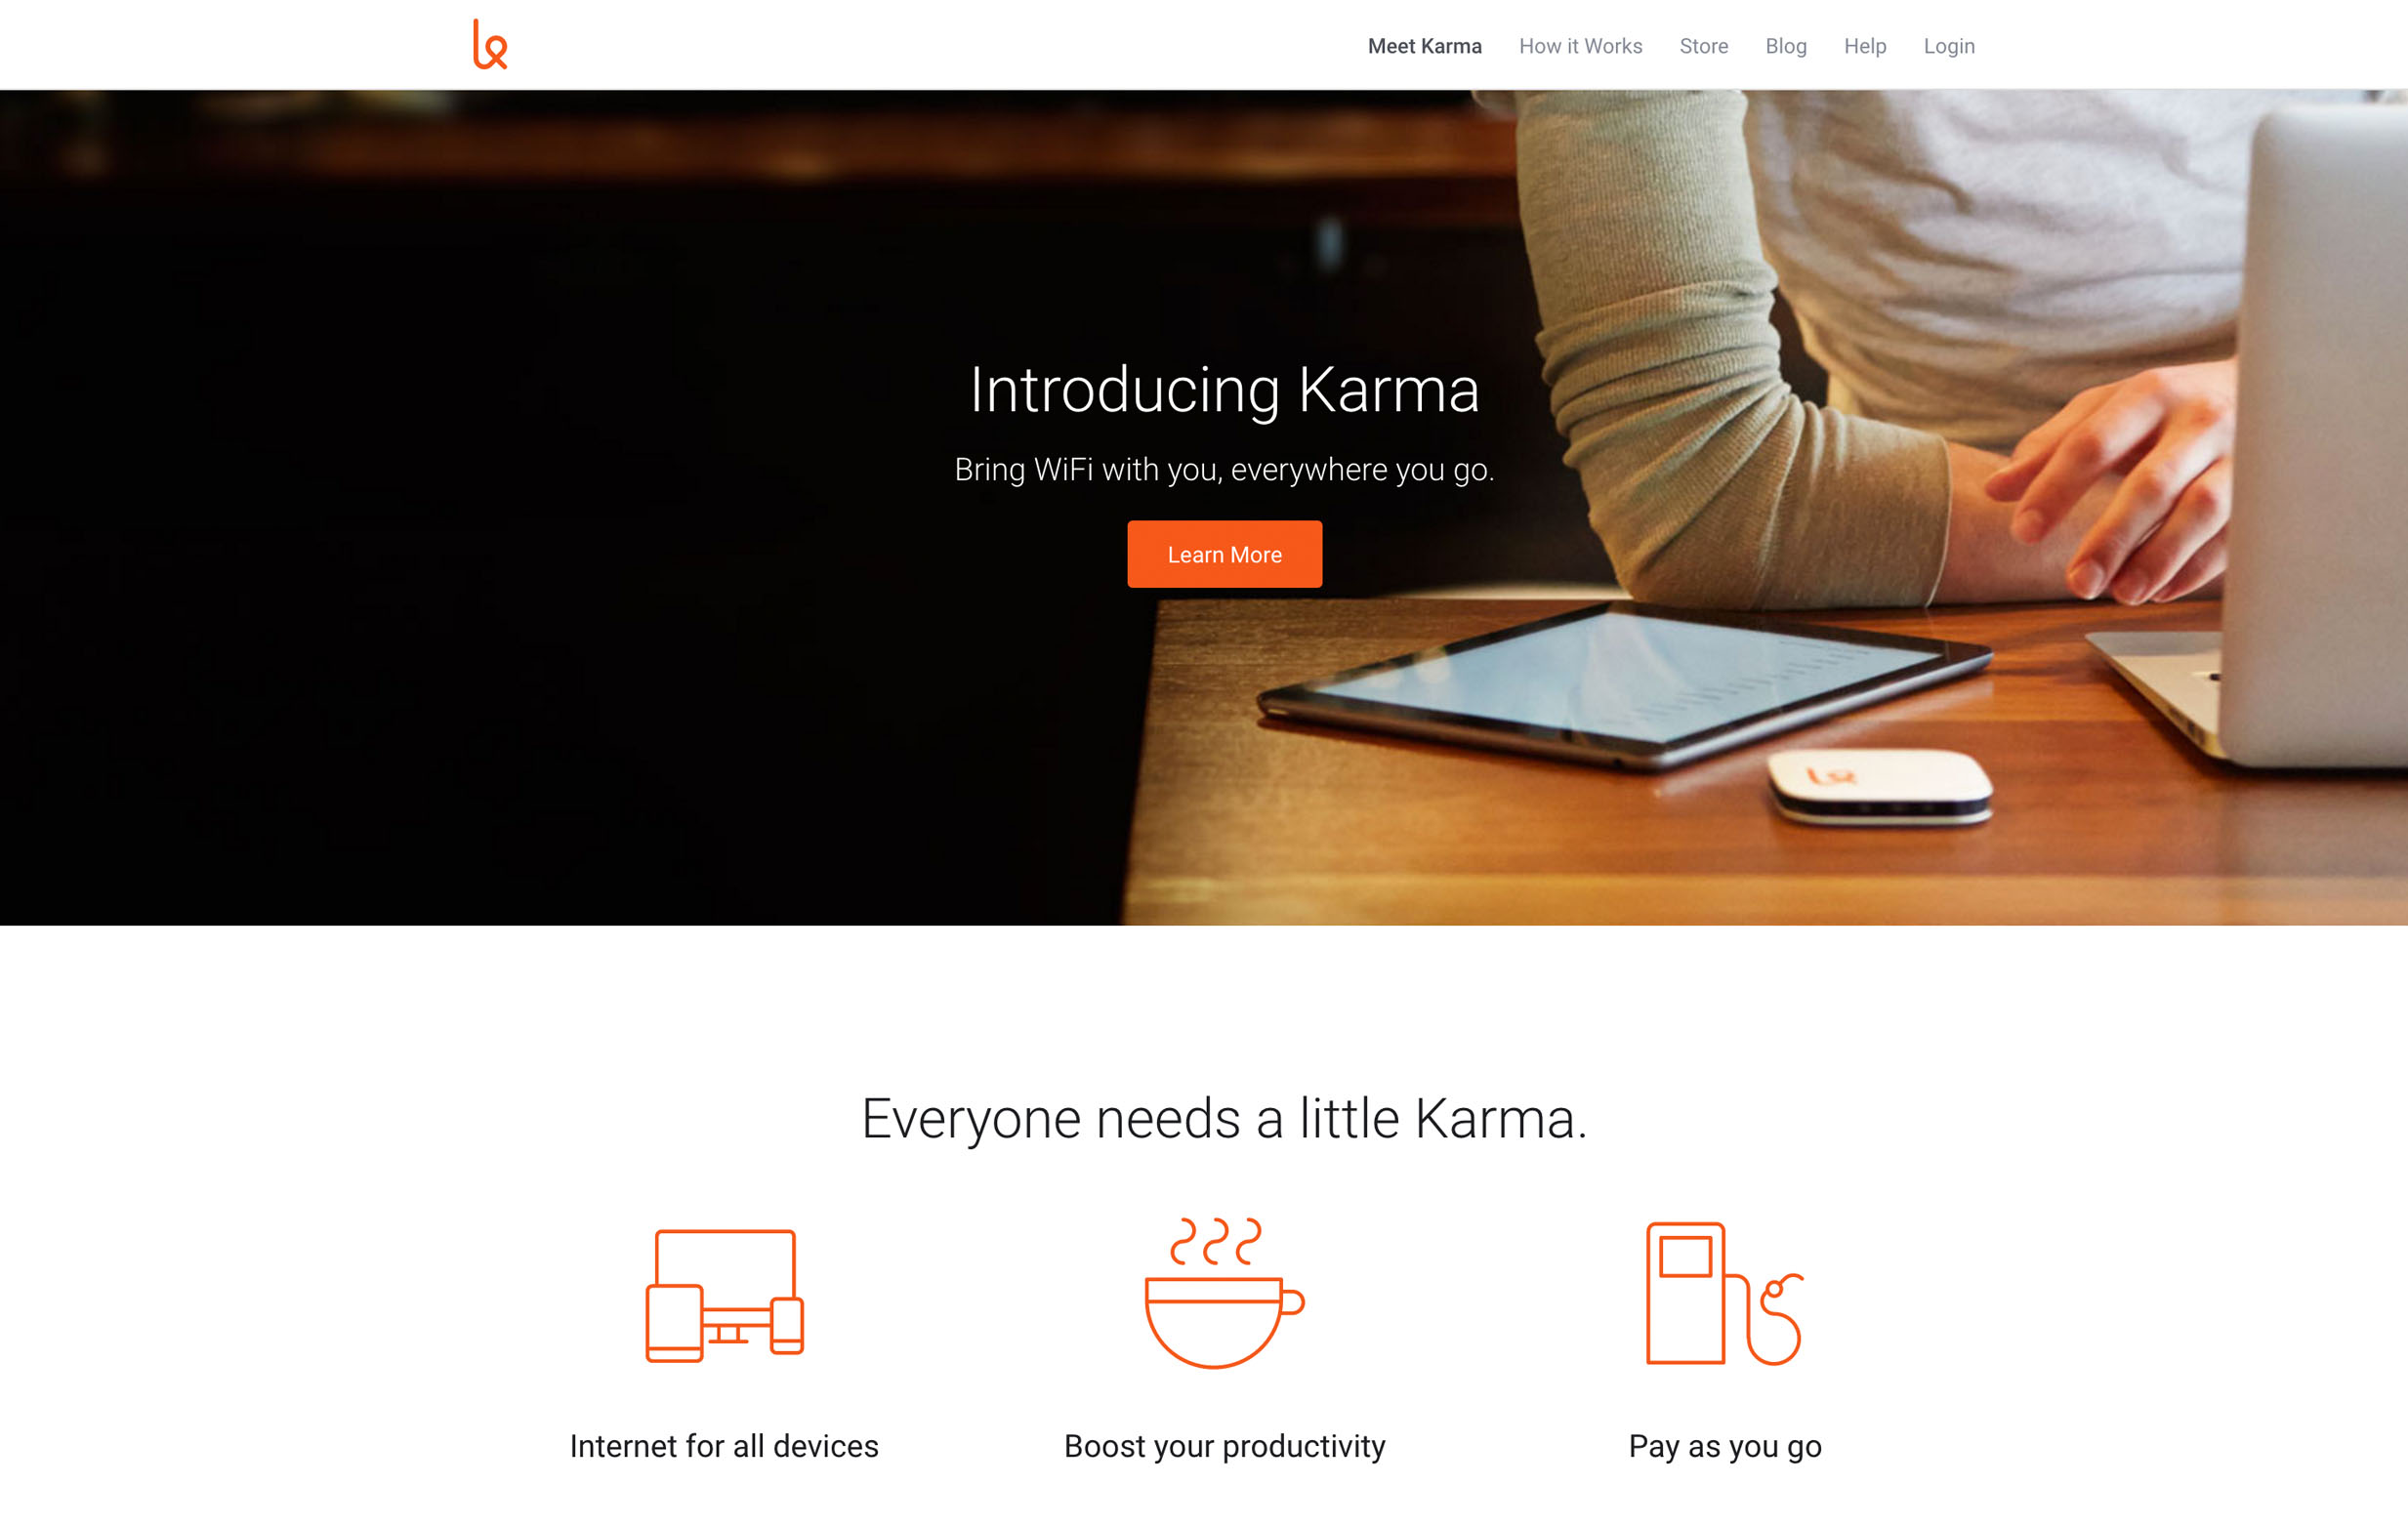 Meet Karma
How it Works
Store
Blog
Help
Login
Introducing Karma
Bring WiFi with you, everywhere you go.
Learn More
Everyone needs a little Karma.
Internet for all devices
Boost your productivity
Pay as you go